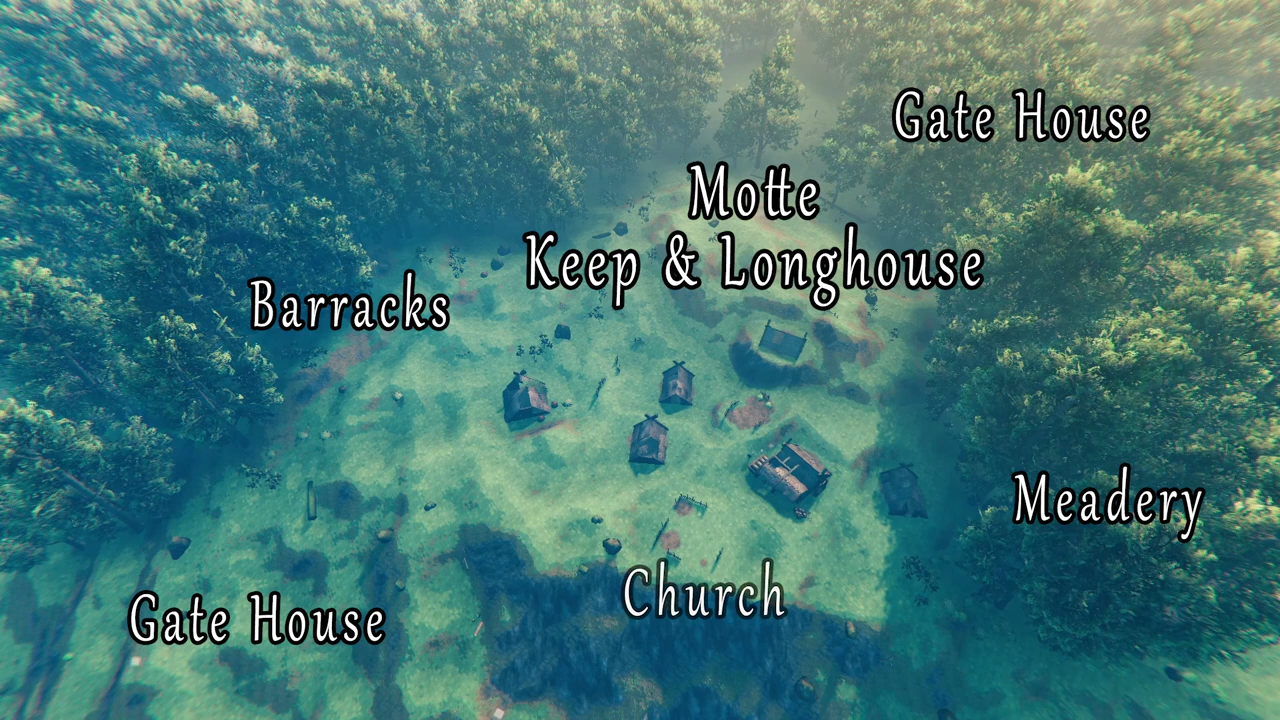 Gate House
Motte
Keep & Longhouse
Barracks
Meadery
Church
Gate House